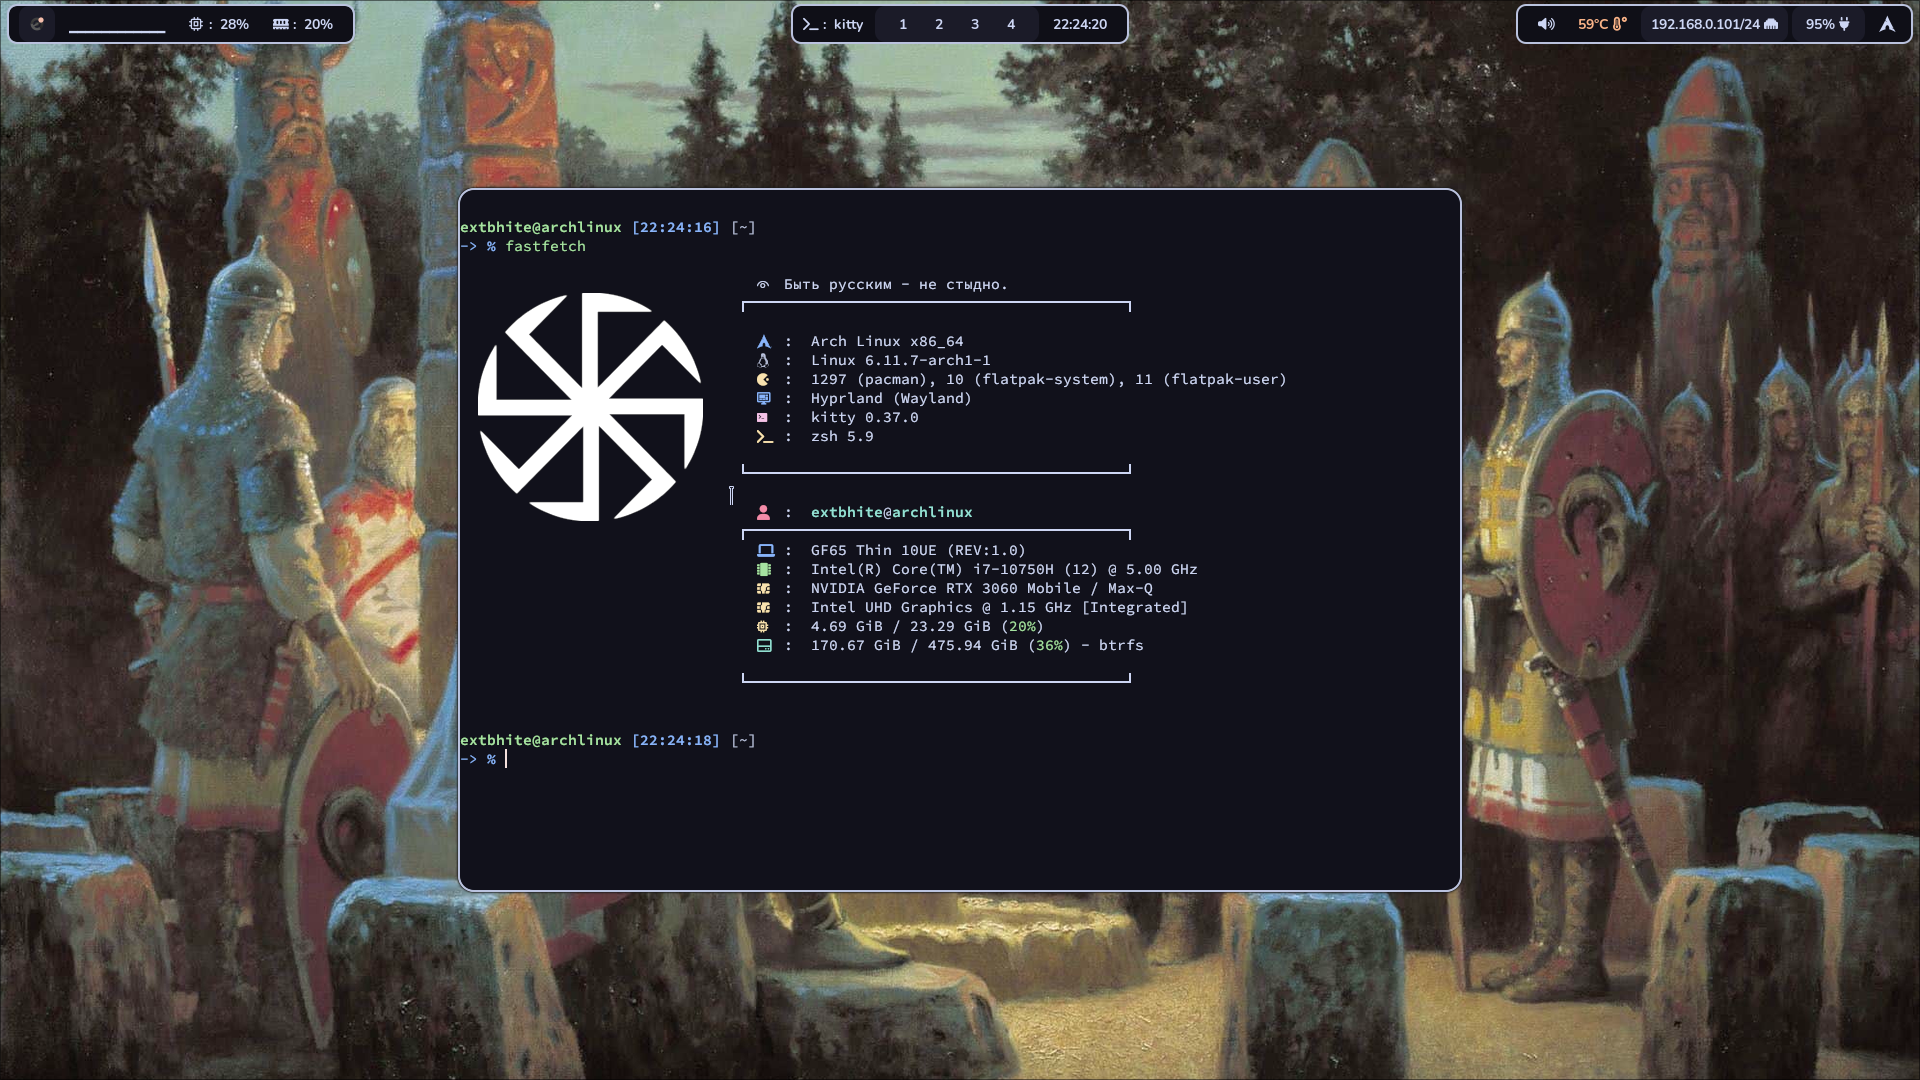 : 28% : 20%
: kitty 1 2 3 4 22:24:20
59°C 192.168.0.101/24 95%
extbhite@archlinux [22:24:16] [~]
-> % fastfetch
Быть русским - не стыдно.
: Arch Linux x86_64
: Linux 6.11.7-arch1-1
: 1297 (pacman), 10 (flatpak-system), 11 (flatpak-user)
: Hyprland (Wayland)
: kitty 0.37.0
: zsh 5.9
: extbhite@archlinux
: GF65 Thin 10UE (REV:1.0)
: Intel(R) Core(TM) i7-10750H (12) @ 5.00 GHz
: NVIDIA GeForce RTX 3060 Mobile / Max-Q
: Intel UHD Graphics @ 1.15 GHz [Integrated]
: 4.69 GiB / 23.29 GiB (20%)
: 170.67 GiB / 475.94 GiB (36%) - btrfs
extbhite@archlinux [22:24:18] [~]
-> %